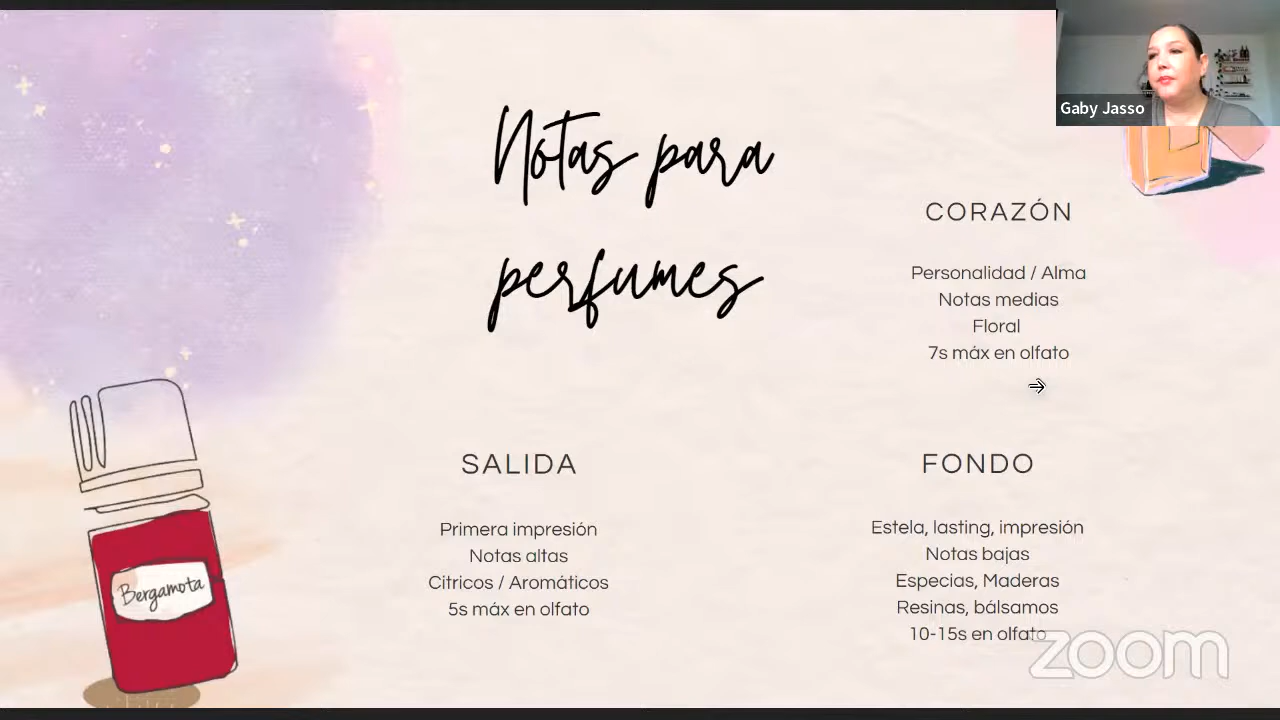 Notas para
perfumes
Gaby Jasso
CORAZÓN
Personalidad / Alma
Notas medias
Floral
7s máx en olfato
SALIDA
Primera impresión
Notas altas
Cítricos / Aromáticos
5s máx en olfato
FONDO
Estela, lasting, impresión
Notas bajas
Especias, Maderas
Resinas, bálsamos
10-15s en olfato
Bergamota
zoom